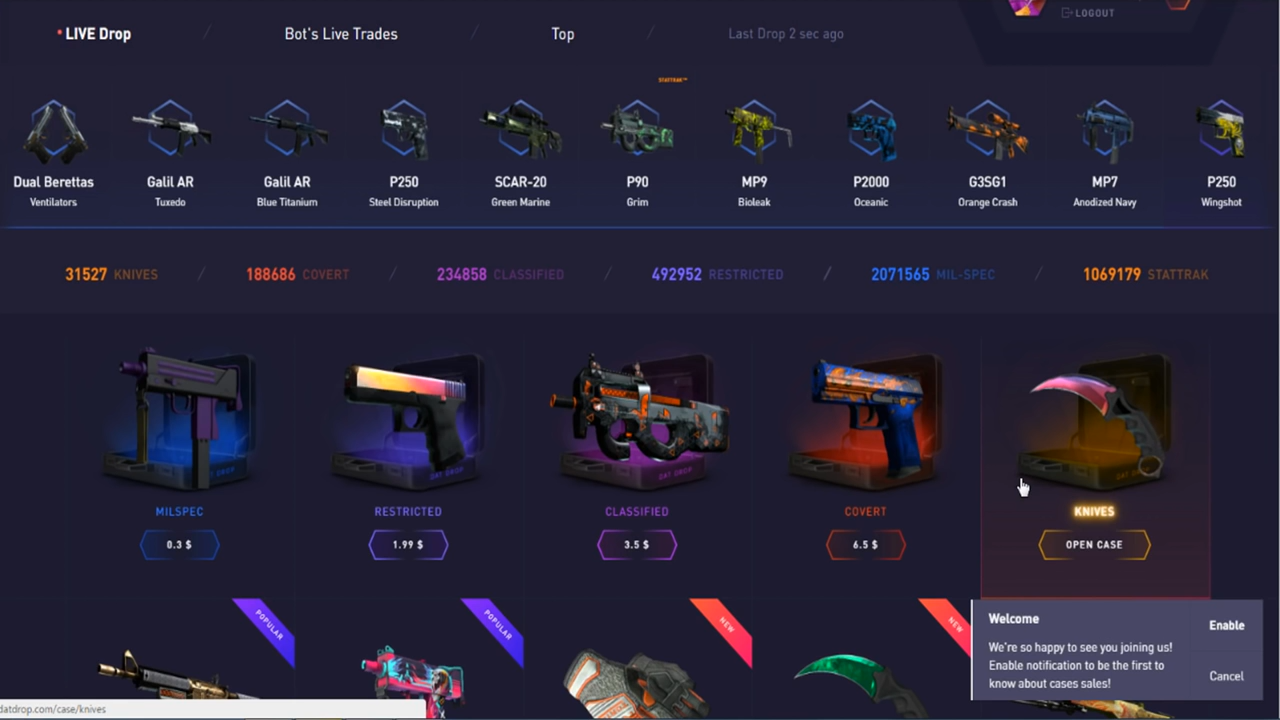 LOGOUT
LIVE Drop / Bot's Live Trades / Top / Last Drop 2 sec ago
STATTRAK™
Dual Berettas Galil AR Galil AR P250 SCAR-20 P90 MP9 P2000 G3SG1 MP7 P250
Ventilators Tuxedo Blue Titanium Steel Disruption Green Marine Grim Bioleak Oceanic Orange Crash Anodized Navy Wingshot
31527 KNIVES / 188686 COVERT / 234858 CLASSIFIED / 492952 RESTRICTED / 2071565 MIL-SPEC / 1069179 STATTRAK
MILSPEC RESTRICTED CLASSIFIED COVERT KNIVES
0.3 $ 1.99 $ 3.5 $ 6.5 $ OPEN CASE
POPULAR POPULAR NEW NEW
Welcome
We're so happy to see you joining us!
Enable notification to be the first to
know about cases sales!
Enable
Cancel
datdrop.com/case/knives